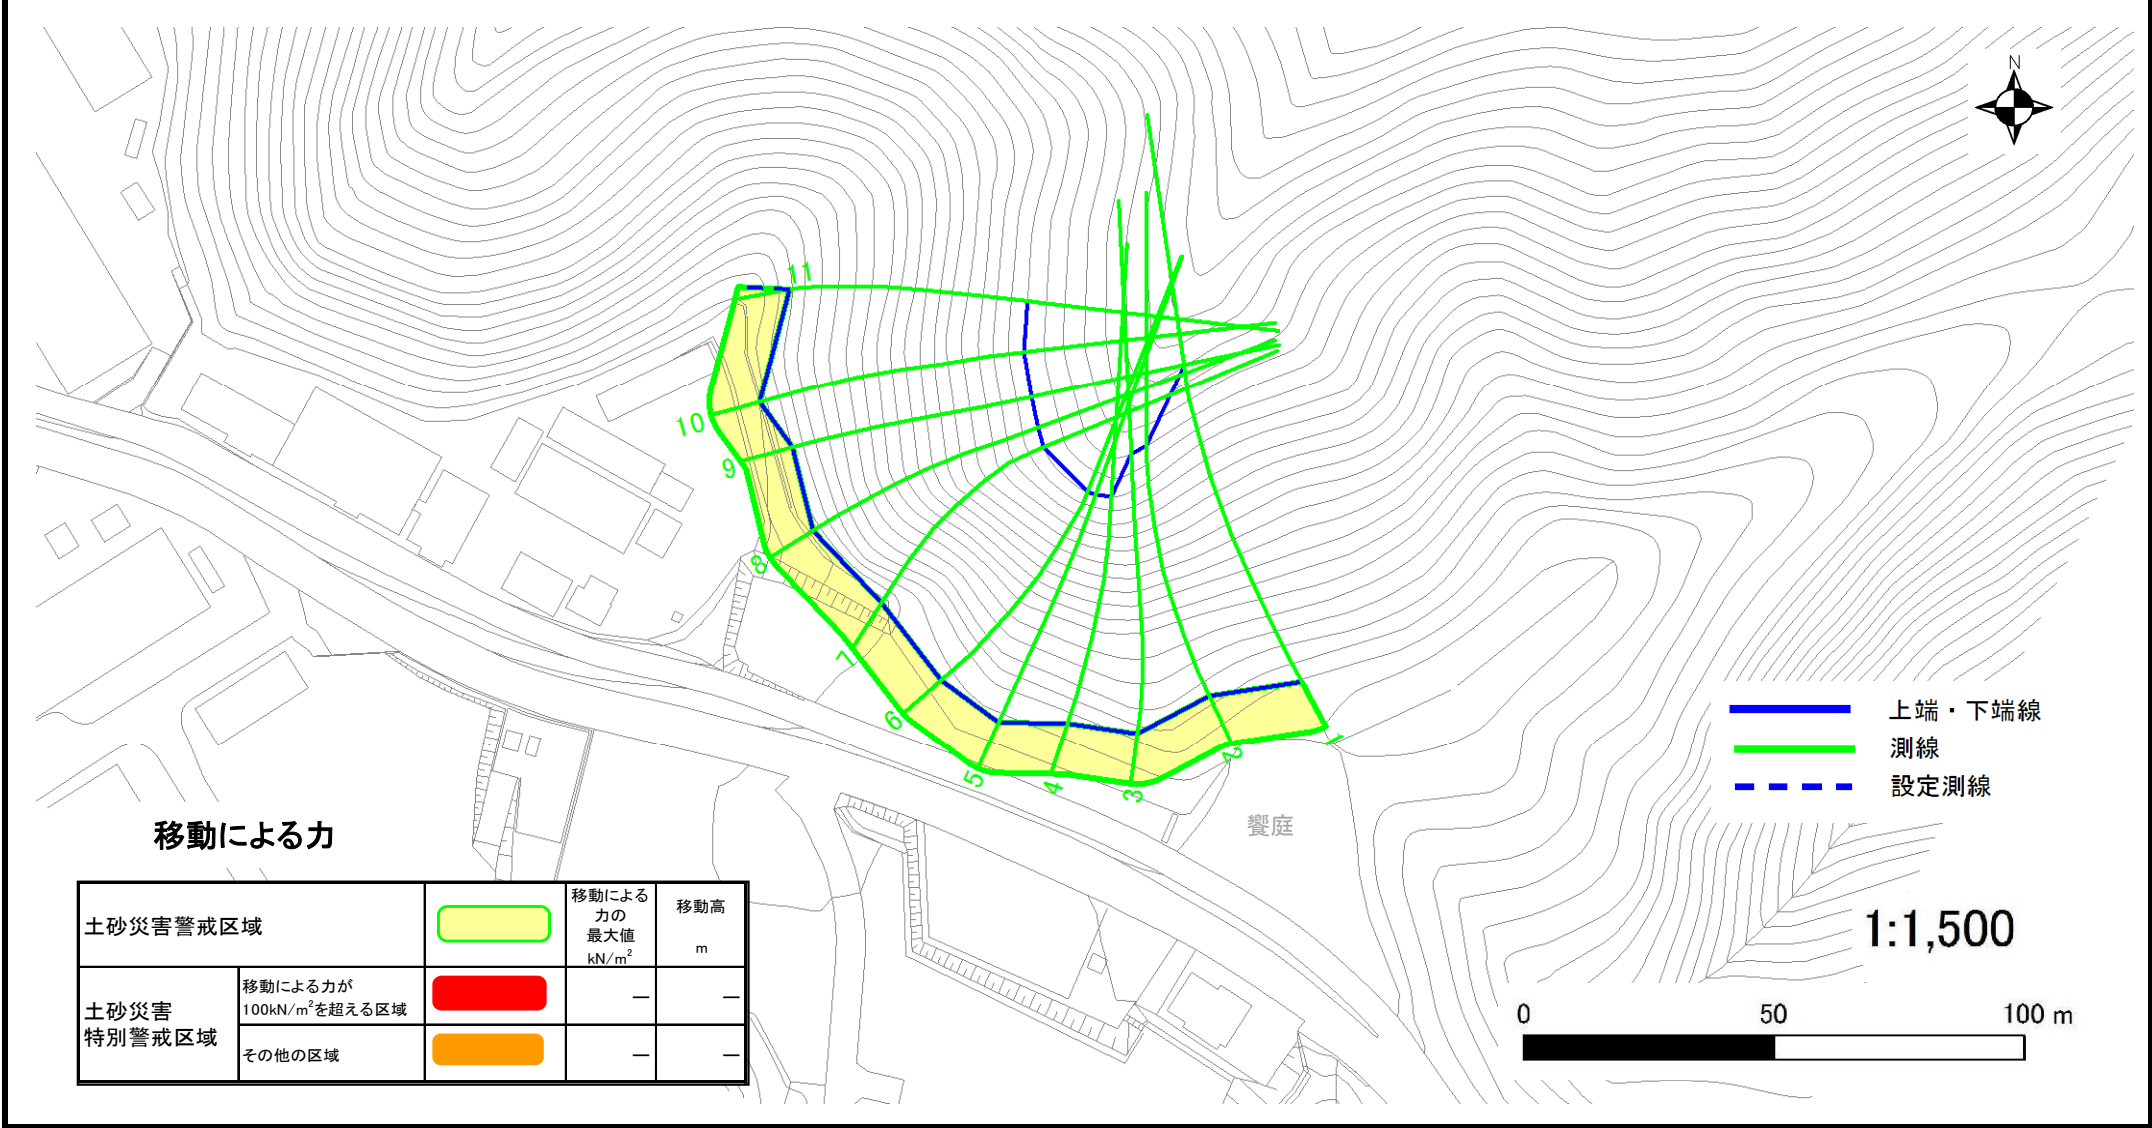 N
11
10
9
8
7
6
5
4
3
2
1
饗庭
上端・下端線
測線
設定測線
移動による力
土砂災害警戒区域
移動による
力の
最大値
kN/m²
移動高
m
土砂災害
特別警戒区域
移動による力が
100kN/m²を超える区域
— —
その他の区域
— —
1:1,500
0 50 100 m